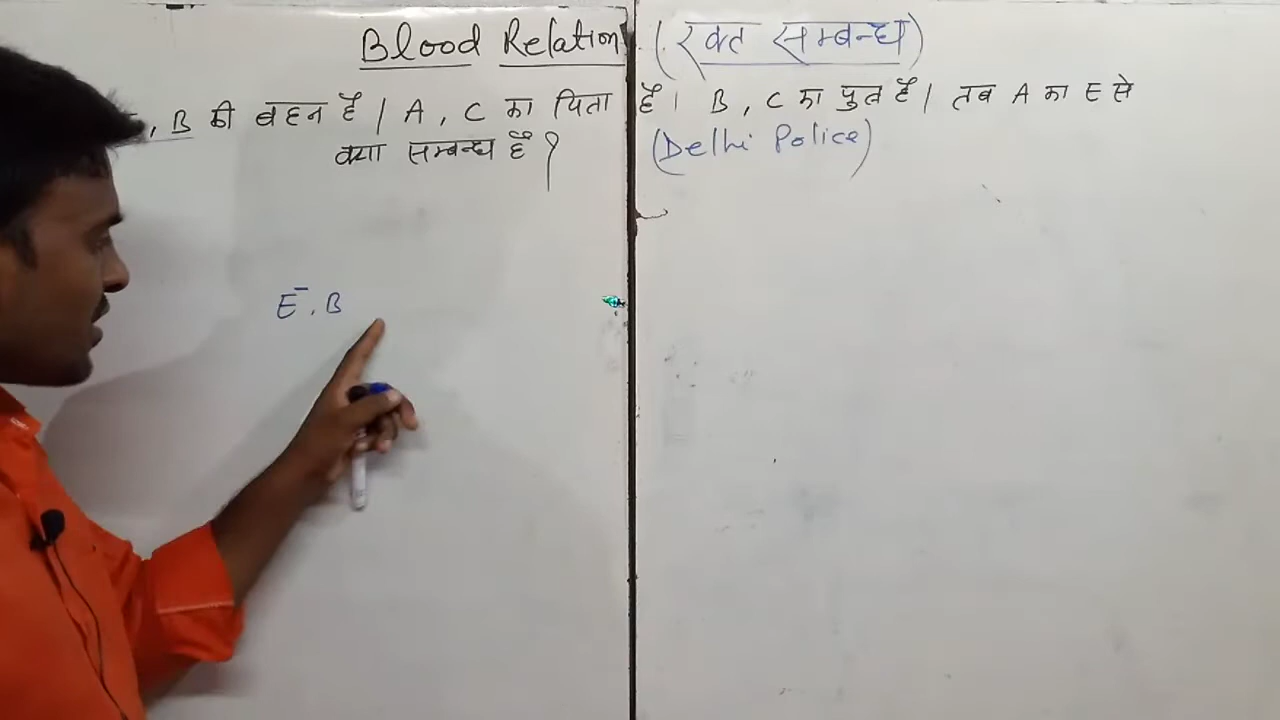 Blood Relation (रक्त सम्बन्ध)
, B की बहन है | A , C का पिता है । B , C का पुत्र है | तब A का E से
क्या सम्बन्ध है ? (Delhi Police)
E⁻ , B